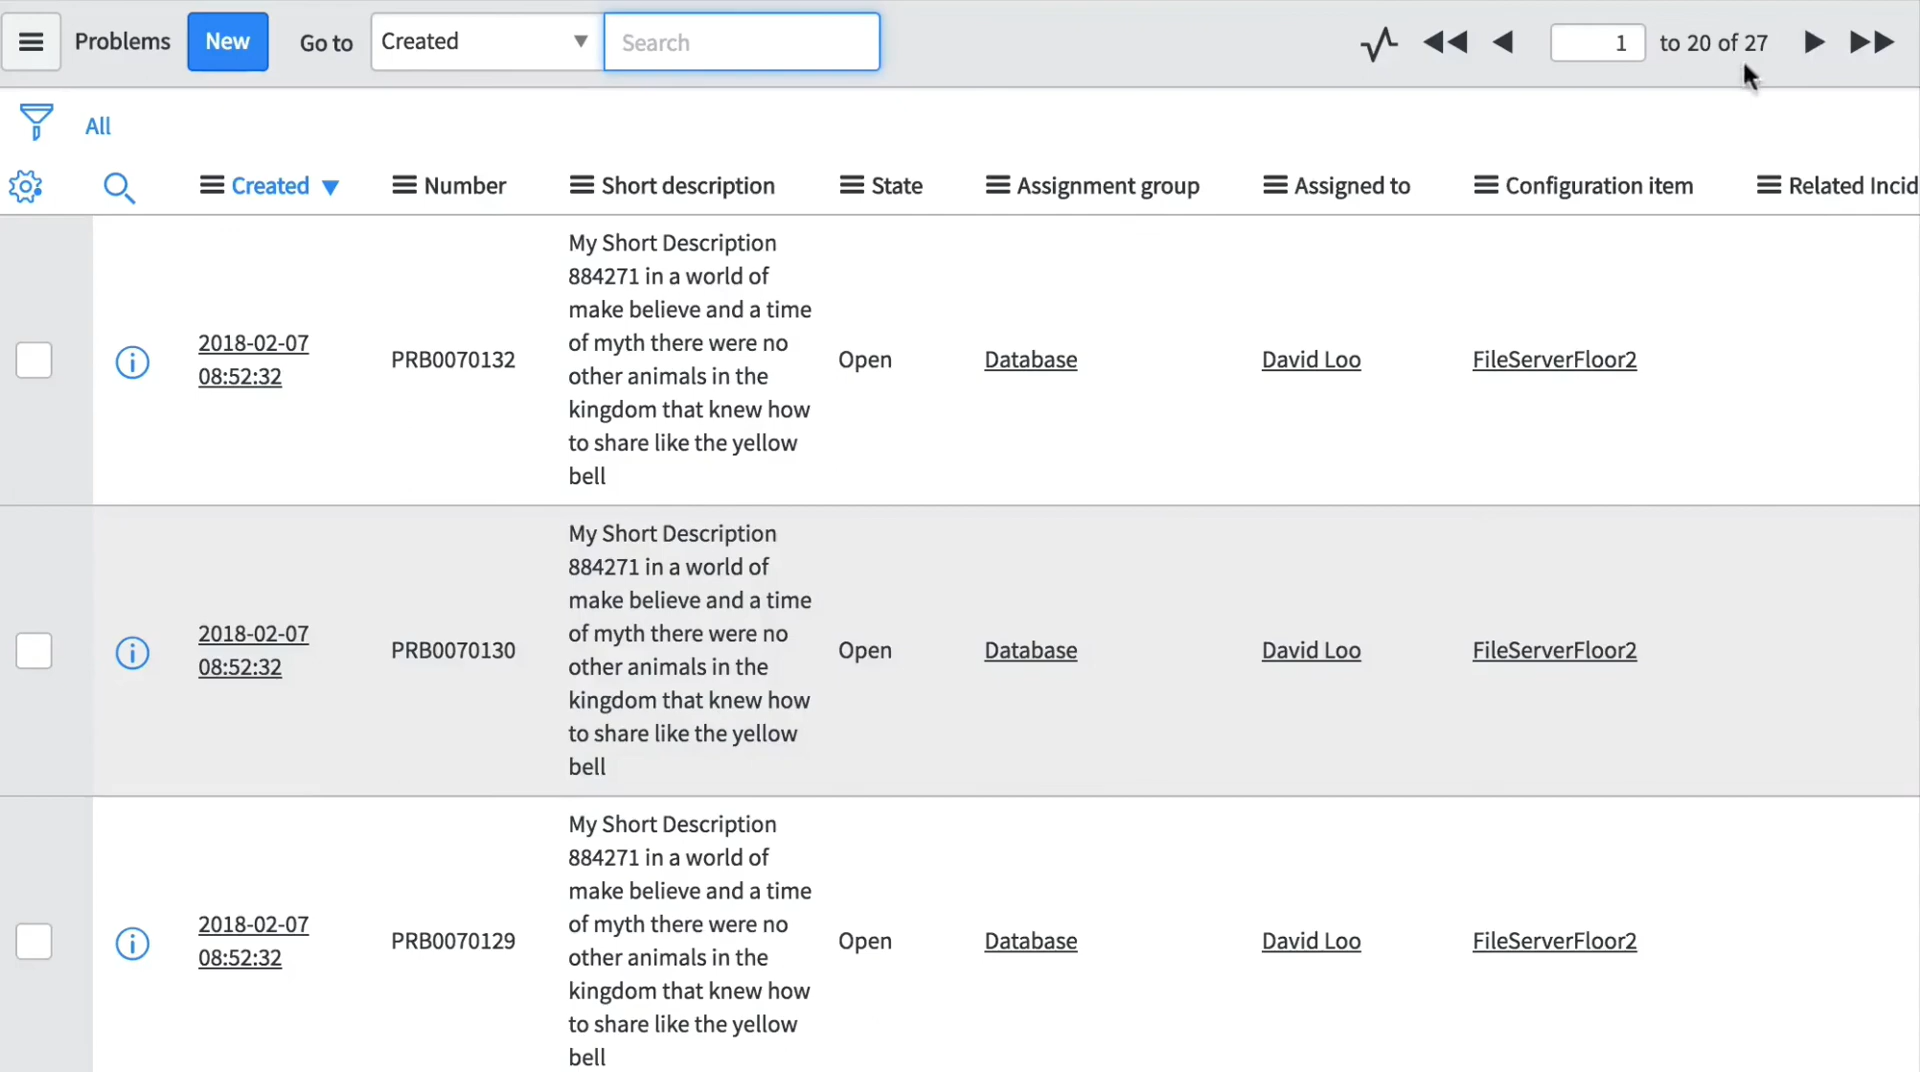 Problems New Go to Created Search 1 to 20 of 27
All
Created Number Short description State Assignment group Assigned to Configuration item Related Incid
My Short Description
884271 in a world of
make believe and a time
of myth there were no
other animals in the
kingdom that knew how
to share like the yellow
bell
2018-02-07
08:52:32
PRB0070132
Open
Database
David Loo
FileServerFloor2
My Short Description
884271 in a world of
make believe and a time
of myth there were no
other animals in the
kingdom that knew how
to share like the yellow
bell
2018-02-07
08:52:32
PRB0070130
Open
Database
David Loo
FileServerFloor2
My Short Description
884271 in a world of
make believe and a time
of myth there were no
other animals in the
kingdom that knew how
to share like the yellow
bell
2018-02-07
08:52:32
PRB0070129
Open
Database
David Loo
FileServerFloor2